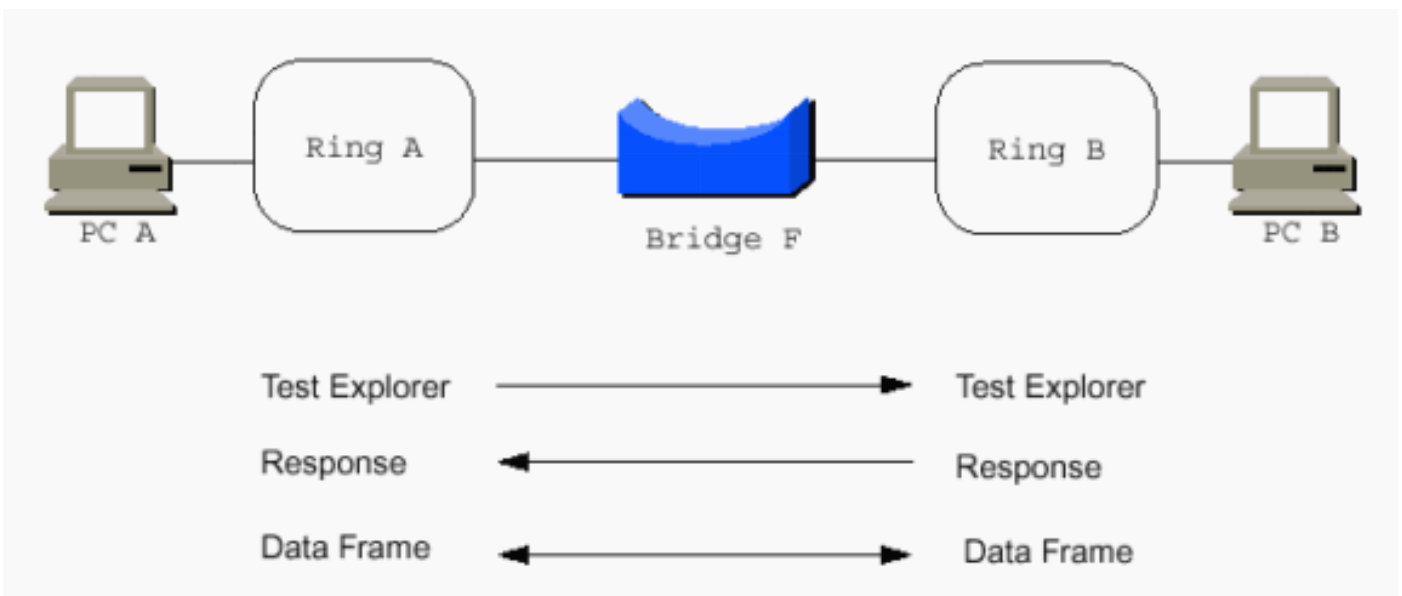 Ring A
Ring B
PC A
Bridge F
PC B
Test Explorer
Test Explorer
Response
Response
Data Frame
Data Frame